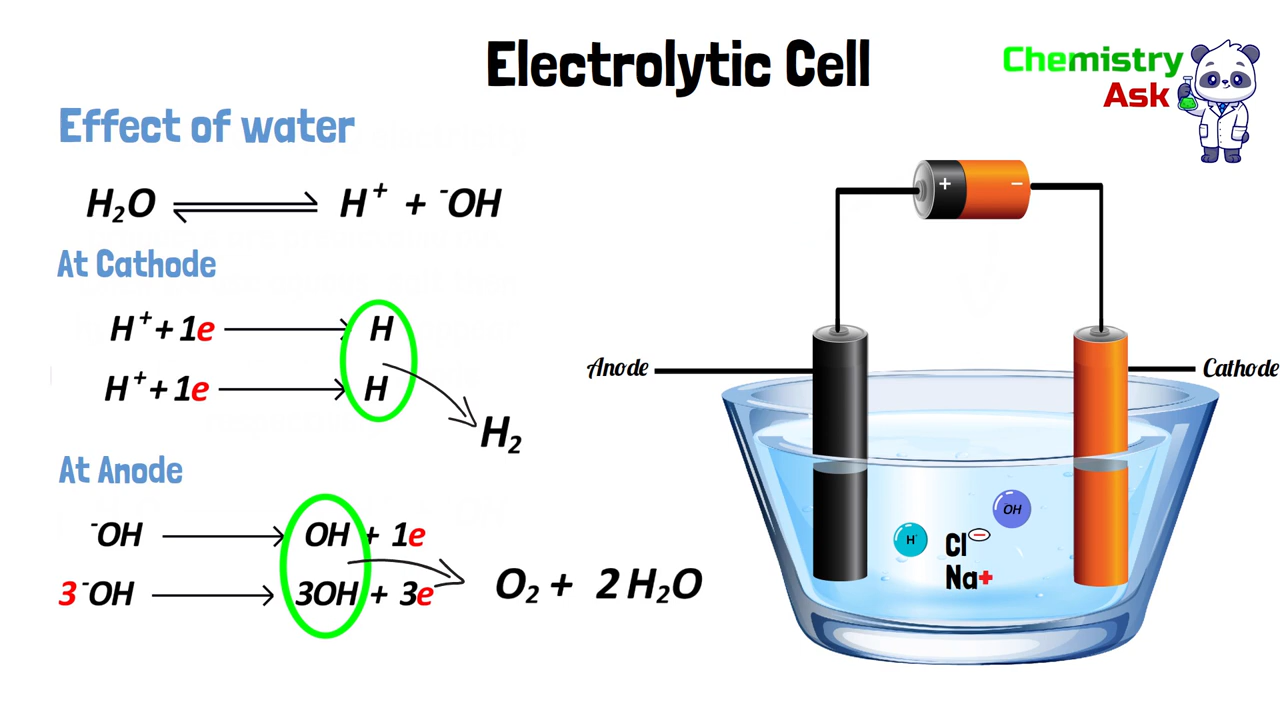 Electrolytic Cell
Chemistry
Ask
Effect of water
H₂O ⇌ H⁺ + ⁻OH
At Cathode
H⁺ + 1e ⟶ H
H⁺ + 1e ⟶ H
H₂
At Anode
⁻OH ⟶ OH + 1e
3⁻OH ⟶ 3OH + 3e
O₂ + 2H₂O
+ −
Anode
Cathode
OH
H⁺
Cl⁻
Na+